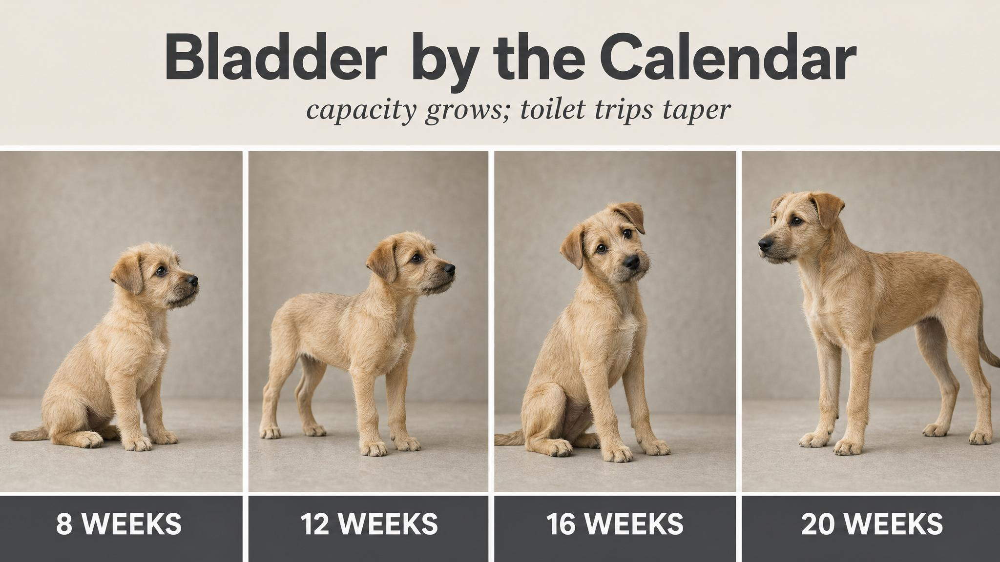 Bladder by the Calendar
capacity grows; toilet trips taper
8 WEEKS
12 WEEKS
16 WEEKS
20 WEEKS